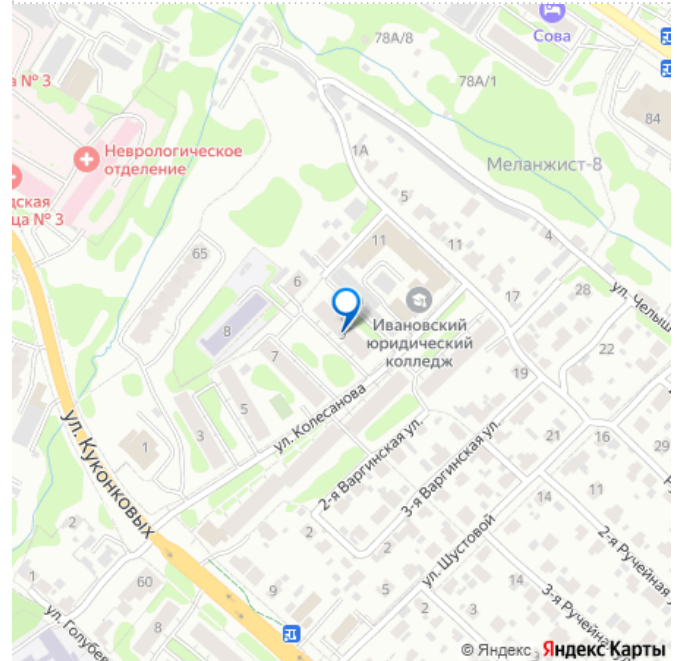 Сова
78А/8
78А/1
84
а № 3
Неврологическое
отделение
1А
Меланжист-8
дская
ца № 3
5
65
11
11
4
6
17
28
ул. Челыш
8
Ивановский
юридический
колледж
22
7
19
ул. Колесанова
5
3
1
21
16
29
ул. Куконковых
2-я Варгинская ул.
3-я Варгинская ул.
14
11
2
2
ул. Шустовой
2-я Ручейная у
1
60
14
9
5
2
3-я Ручейна
8
ул. Голубев
3
© Яндекс Яндекс Карты